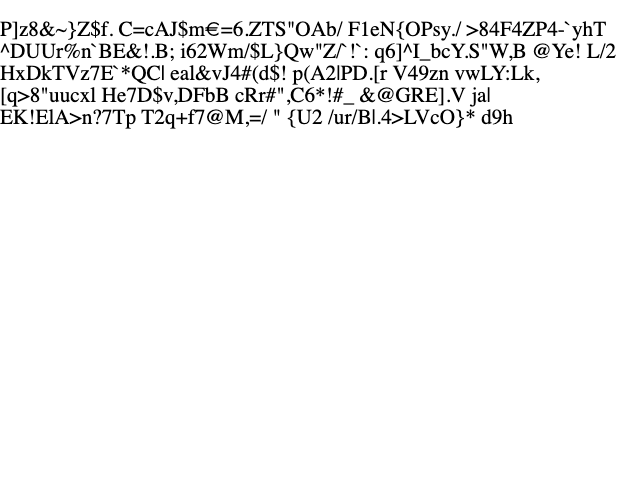 P]z8&~}Z$f. C=cAJ$m€=6.ZTS"OAb/ F1eN{OPsy./ >84F4ZP4-`yhT
^DUUr%n`BE&!.B; i62Wm/$L}Qw"Z/`!`: q6]^I_bcY.S"W,B @Ye! L/2
HxDkTVz7E`*QC| eal&vJ4#(d$! p(A2|PD.[r V49zn vwLY:Lk,
[q>8"uucxl He7D$v,DFbB cRr#",C6*!#_ &@GRE].V ja|
EK!ElA>n?7Tp T2q+f7@M,=/ " {U2 /ur/B|.4>LVcO}* d9h